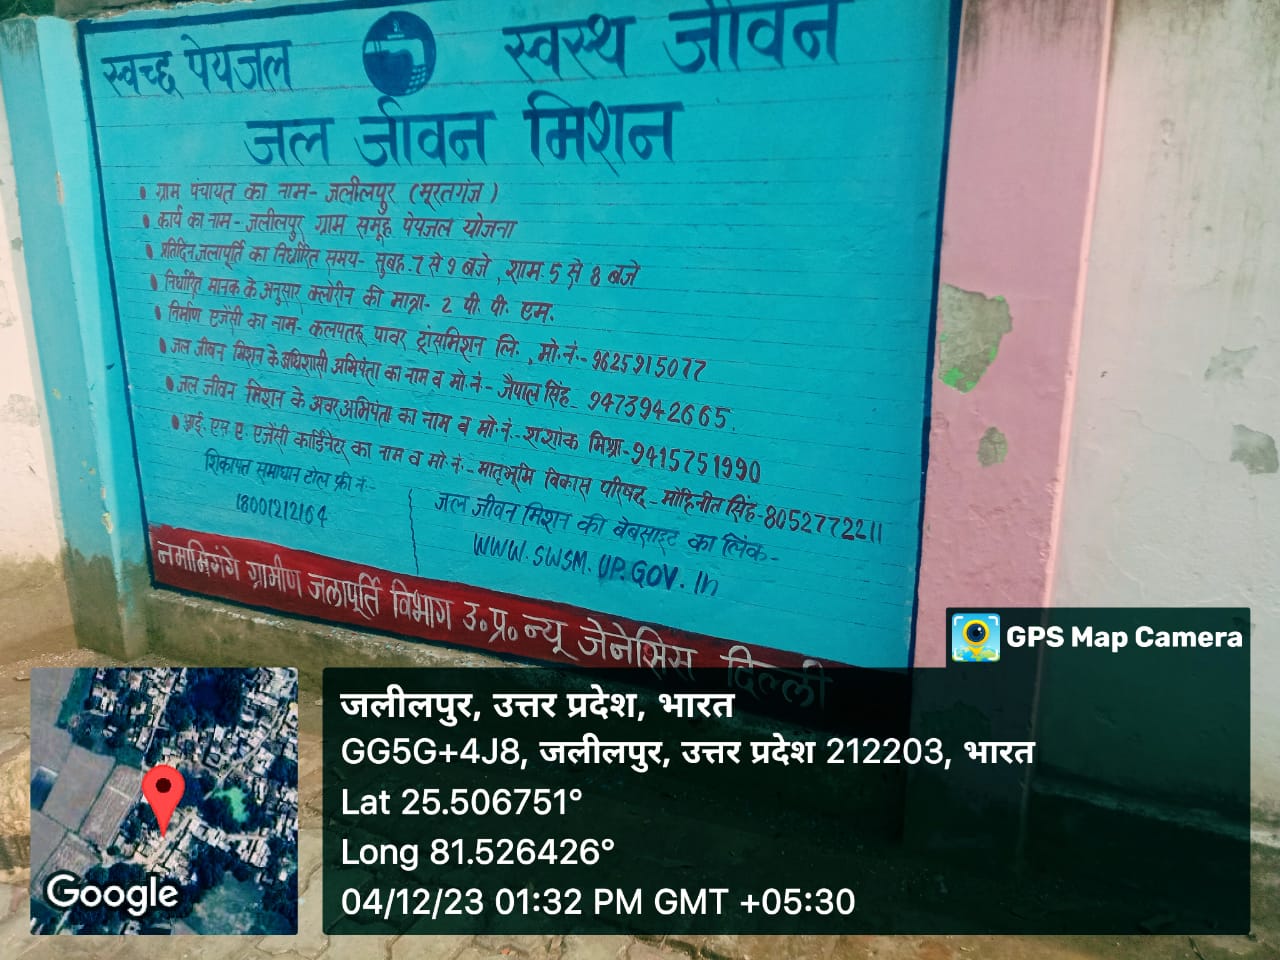 स्वच्छ पेयजल स्वस्थ जीवन
जल जीवन मिशन
• ग्राम पंचायत का नाम- जलीलपुर (मूरतगंज)
• कार्य का नाम- जलीलपुर ग्राम समूह पेयजल योजना
• प्रतिदिन जलापूर्ति का निर्धारित समय- सुबह-7 से 9 बजे, शाम-5 से 8 बजे
• निर्धारित मानक के अनुसार क्लोरीन की मात्रा- 2 पी. पी. एम.
• निर्माण एजेंसी का नाम- कलपतरू पावर ट्रांसमिशन लि. , मो.नं.- 9625915077
• जल जीवन मिशन के अधिशासी अभियंता का नाम व मो.नं- जैपाल सिंह- 9473942665.
• जल जीवन मिशन के अवर अभियंता का नाम व मो.नं.- शशांक मिश्रा-9415751990
• आई. एस. ए. एजेंसी कार्डिनेटर का नाम व मो.नं.- मातृभूमि विकास परिषद - मोहिनीत सिंह-8052772211
शिकायत समाधान टोल फ्री नं:-
18001212164
जल जीवन मिशन की बेबसाइट का लिंक-
WWW.SWSM.UP.GOV.In
नमामि गंगे ग्रामीण जलापूर्ति विभाग उ.प्र. न्यू जेनेसिस दिल्ली
GPS Map Camera
जलीलपुर, उत्तर प्रदेश, भारत
GG5G+4J8, जलीलपुर, उत्तर प्रदेश 212203, भारत
Lat 25.506751°
Long 81.526426°
04/12/23 01:32 PM GMT +05:30
Google